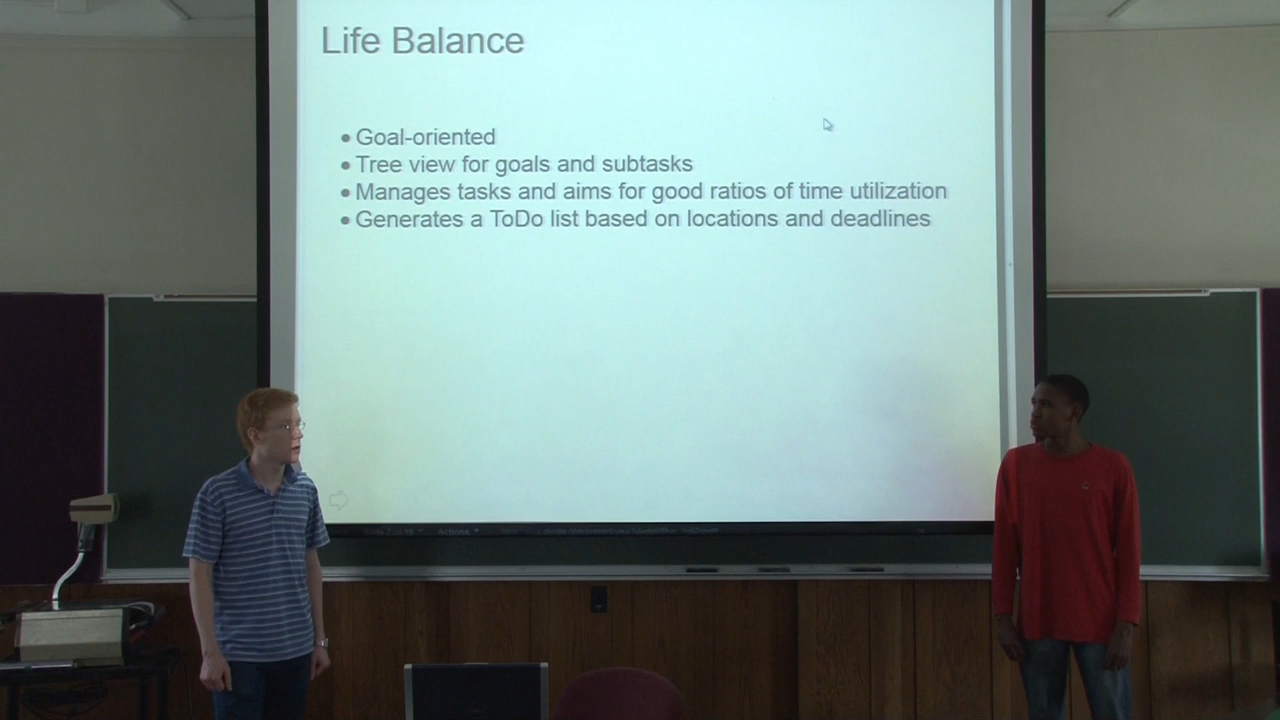 Life Balance
• Goal-oriented
• Tree view for goals and subtasks
• Manages tasks and aims for good ratios of time utilization
• Generates a ToDo list based on locations and deadlines
Actions